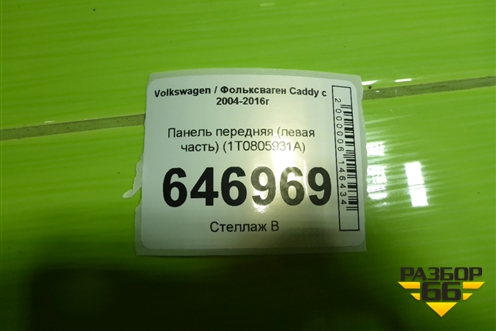 Volkswagen / Фольксваген Caddy с
2004-2016г
Панель передняя (левая
часть) (1T0805931A)
646969
Стеллаж В
2000006146434
РАЗБОР
66